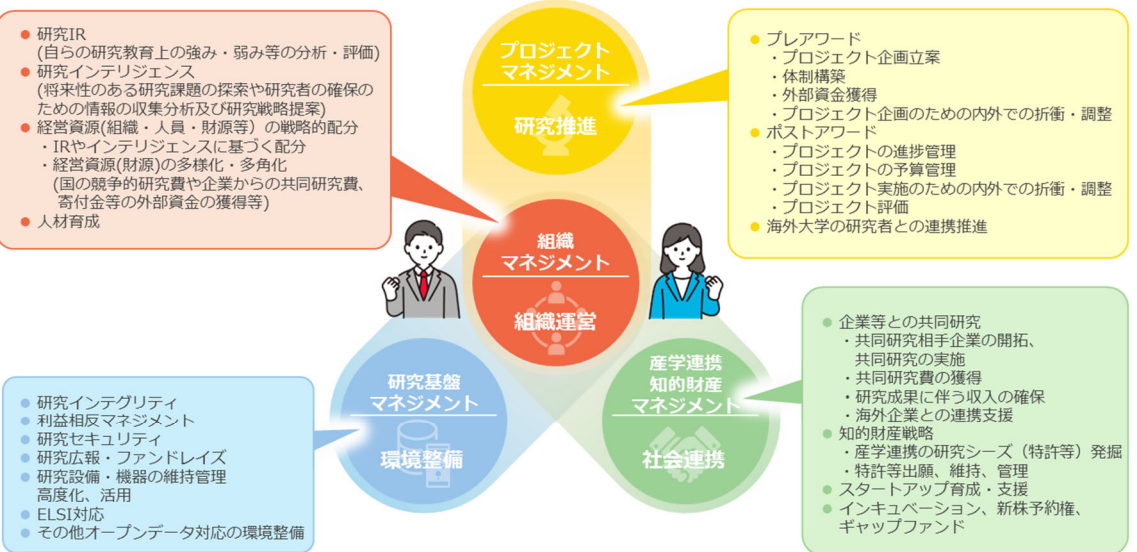 ● 研究IR
(自らの研究教育上の強み・弱み等の分析・評価)
● 研究インテリジェンス
(将来性のある研究課題の探索や研究者の確保の
ための情報の収集分析及び研究戦略提案)
● 経営資源(組織・人員・財源等）の戦略的配分
・IRやインテリジェンスに基づく配分
・経営資源(財源)の多様化・多角化
(国の競争的研究費や企業からの共同研究費、
寄付金等の外部資金の獲得等)
● 人材育成
プロジェクト
マネジメント
研究推進
● プレアワード
・プロジェクト企画立案
・体制構築
・外部資金獲得
・プロジェクト企画のための内外での折衝・調整
● ポストアワード
・プロジェクトの進捗管理
・プロジェクトの予算管理
・プロジェクト実施のための内外での折衝・調整
・プロジェクト評価
● 海外大学の研究者との連携推進
組織
マネジメント
組織運営
研究基盤
マネジメント
環境整備
産学連携
知的財産
マネジメント
社会連携
● 研究インテグリティ
● 利益相反マネジメント
● 研究セキュリティ
● 研究広報・ファンドレイズ
● 研究設備・機器の維持管理
高度化、活用
● ELSI対応
● その他オープンデータ対応の環境整備
● 企業等との共同研究
・共同研究相手企業の開拓、
共同研究の実施
・共同研究費の獲得
・研究成果に伴う収入の確保
・海外企業との連携支援
● 知的財産戦略
・産学連携の研究シーズ（特許等）発掘
・特許等出願、維持、管理
● スタートアップ育成・支援
● インキュベーション、新株予約権、
ギャップファンド